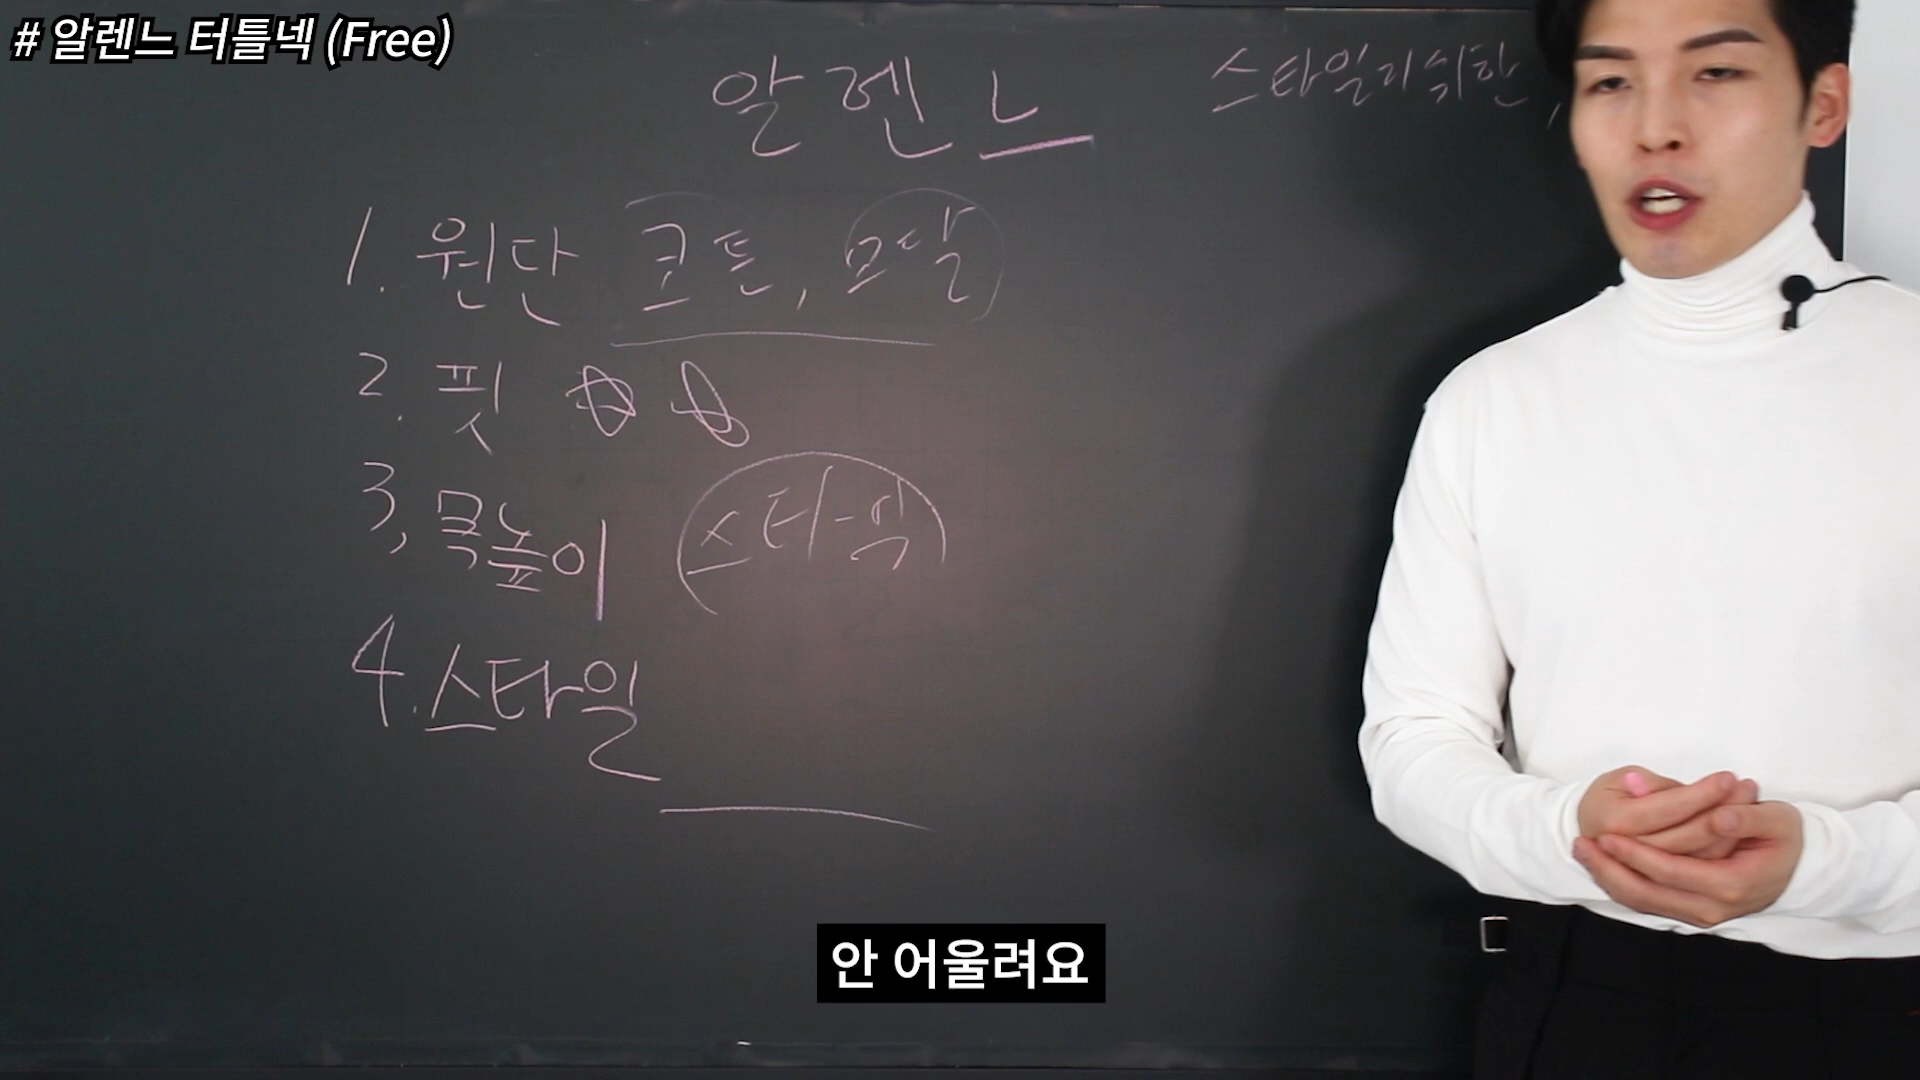 # 알렌느 터틀넥 (Free)
알렌느
스타일리쉬한,
1. 원단 코튼, 모달
2. 핏
3, 목높이
4. 스타일
안 어울려요